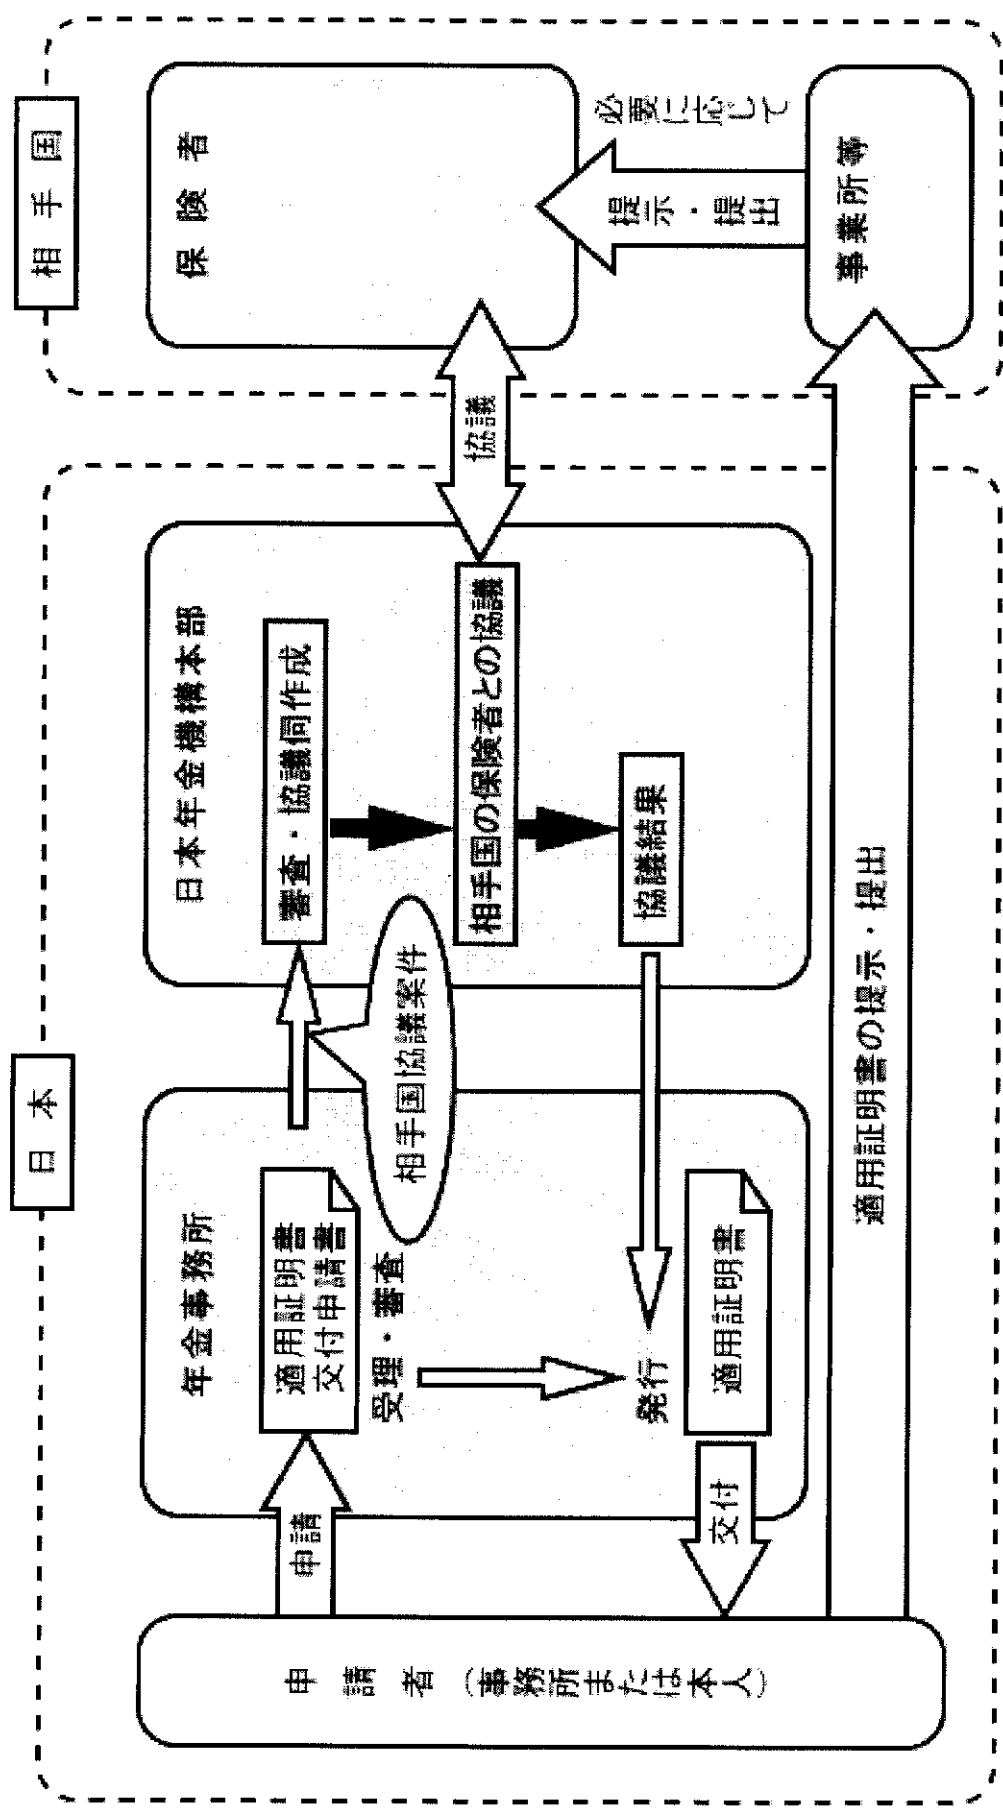 日本
相手国
申請者（事務所または本人）
申請
交付
年金事務所
適用証明書
交付申請書
受理・審査
発行
適用証明書
相手国協議案件
日本年金機構本部
審査・協議伺作成
相手国の保険者との協議
協議結果
協議
保険者
提示・提出
必要に応じて
事業所等
適用証明書の提示・提出